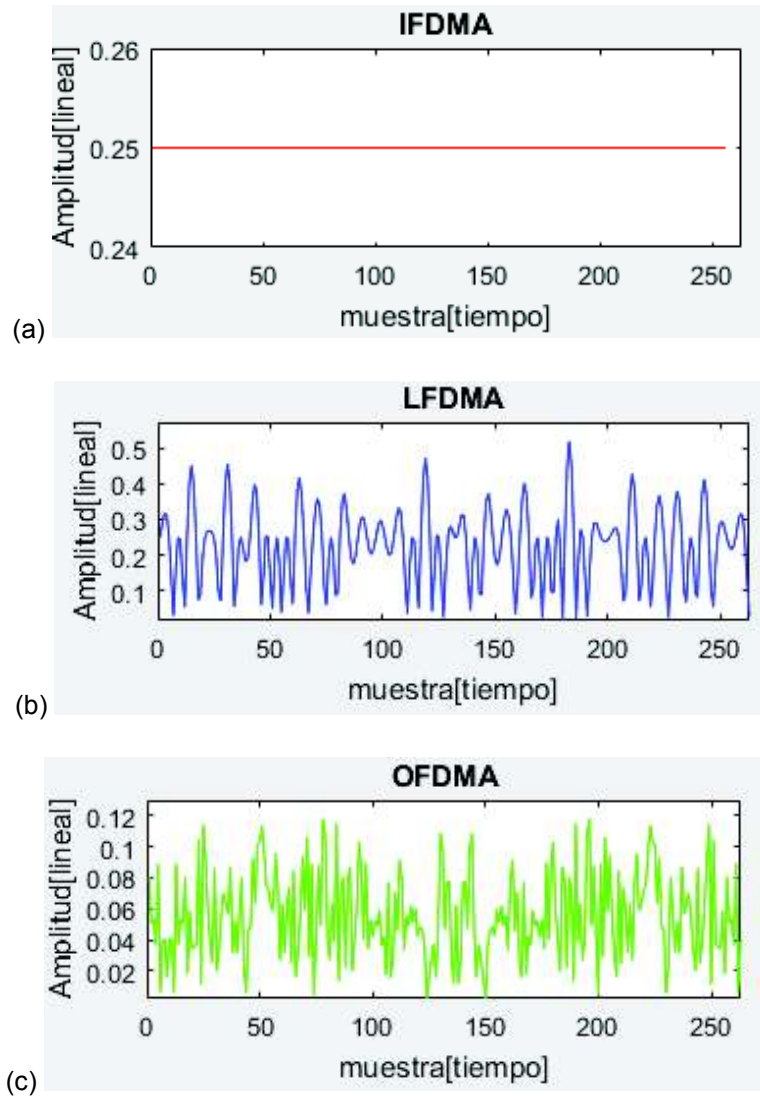 IFDMA
Amplitud[lineal]
0.26
0.25
0.24
0 50 100 150 200 250
muestra[tiempo]
(a)
LFDMA
Amplitud[lineal]
0.5
0.4
0.3
0.2
0.1
0 50 100 150 200 250
muestra[tiempo]
(b)
OFDMA
Amplitud[lineal]
0.12
0.1
0.08
0.06
0.04
0.02
0 50 100 150 200 250
muestra[tiempo]
(c)